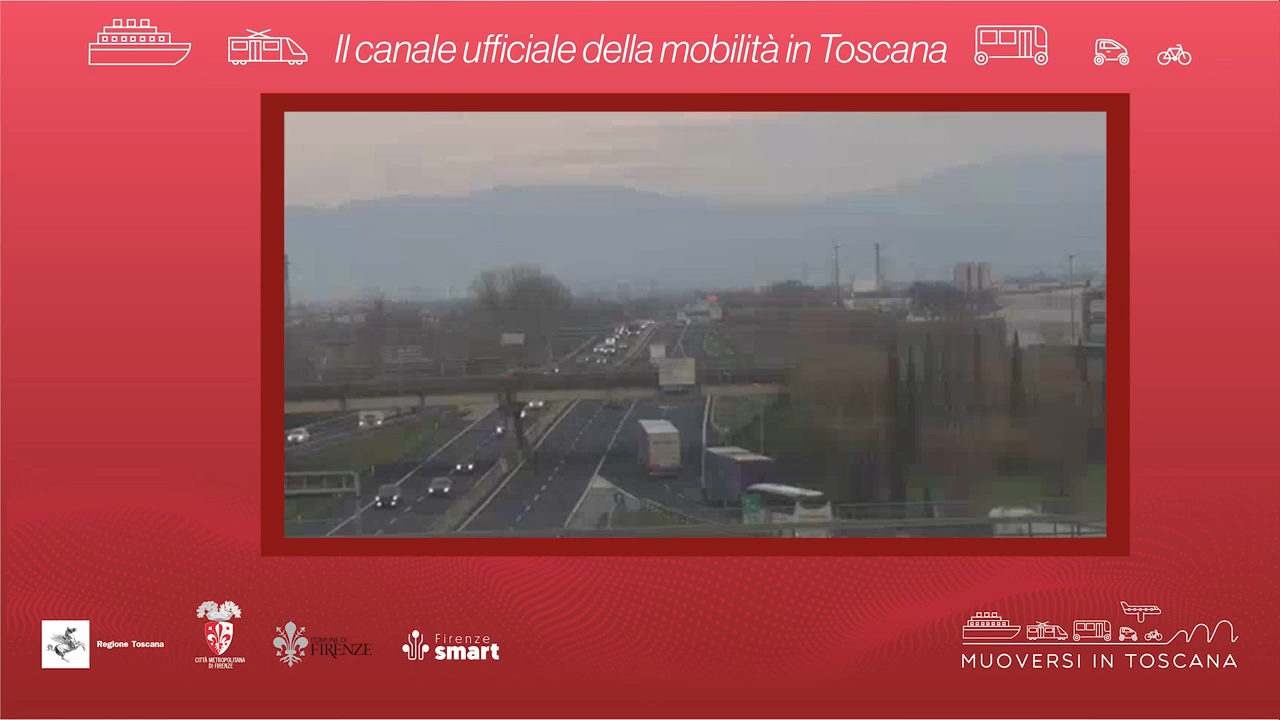 Il canale ufficiale della mobilità in Toscana
Regione Toscana
CITTÀ METROPOLITANA
DI FIRENZE
COMUNE DI
FIRENZE
Firenze
smart
MUOVERSI IN TOSCANA